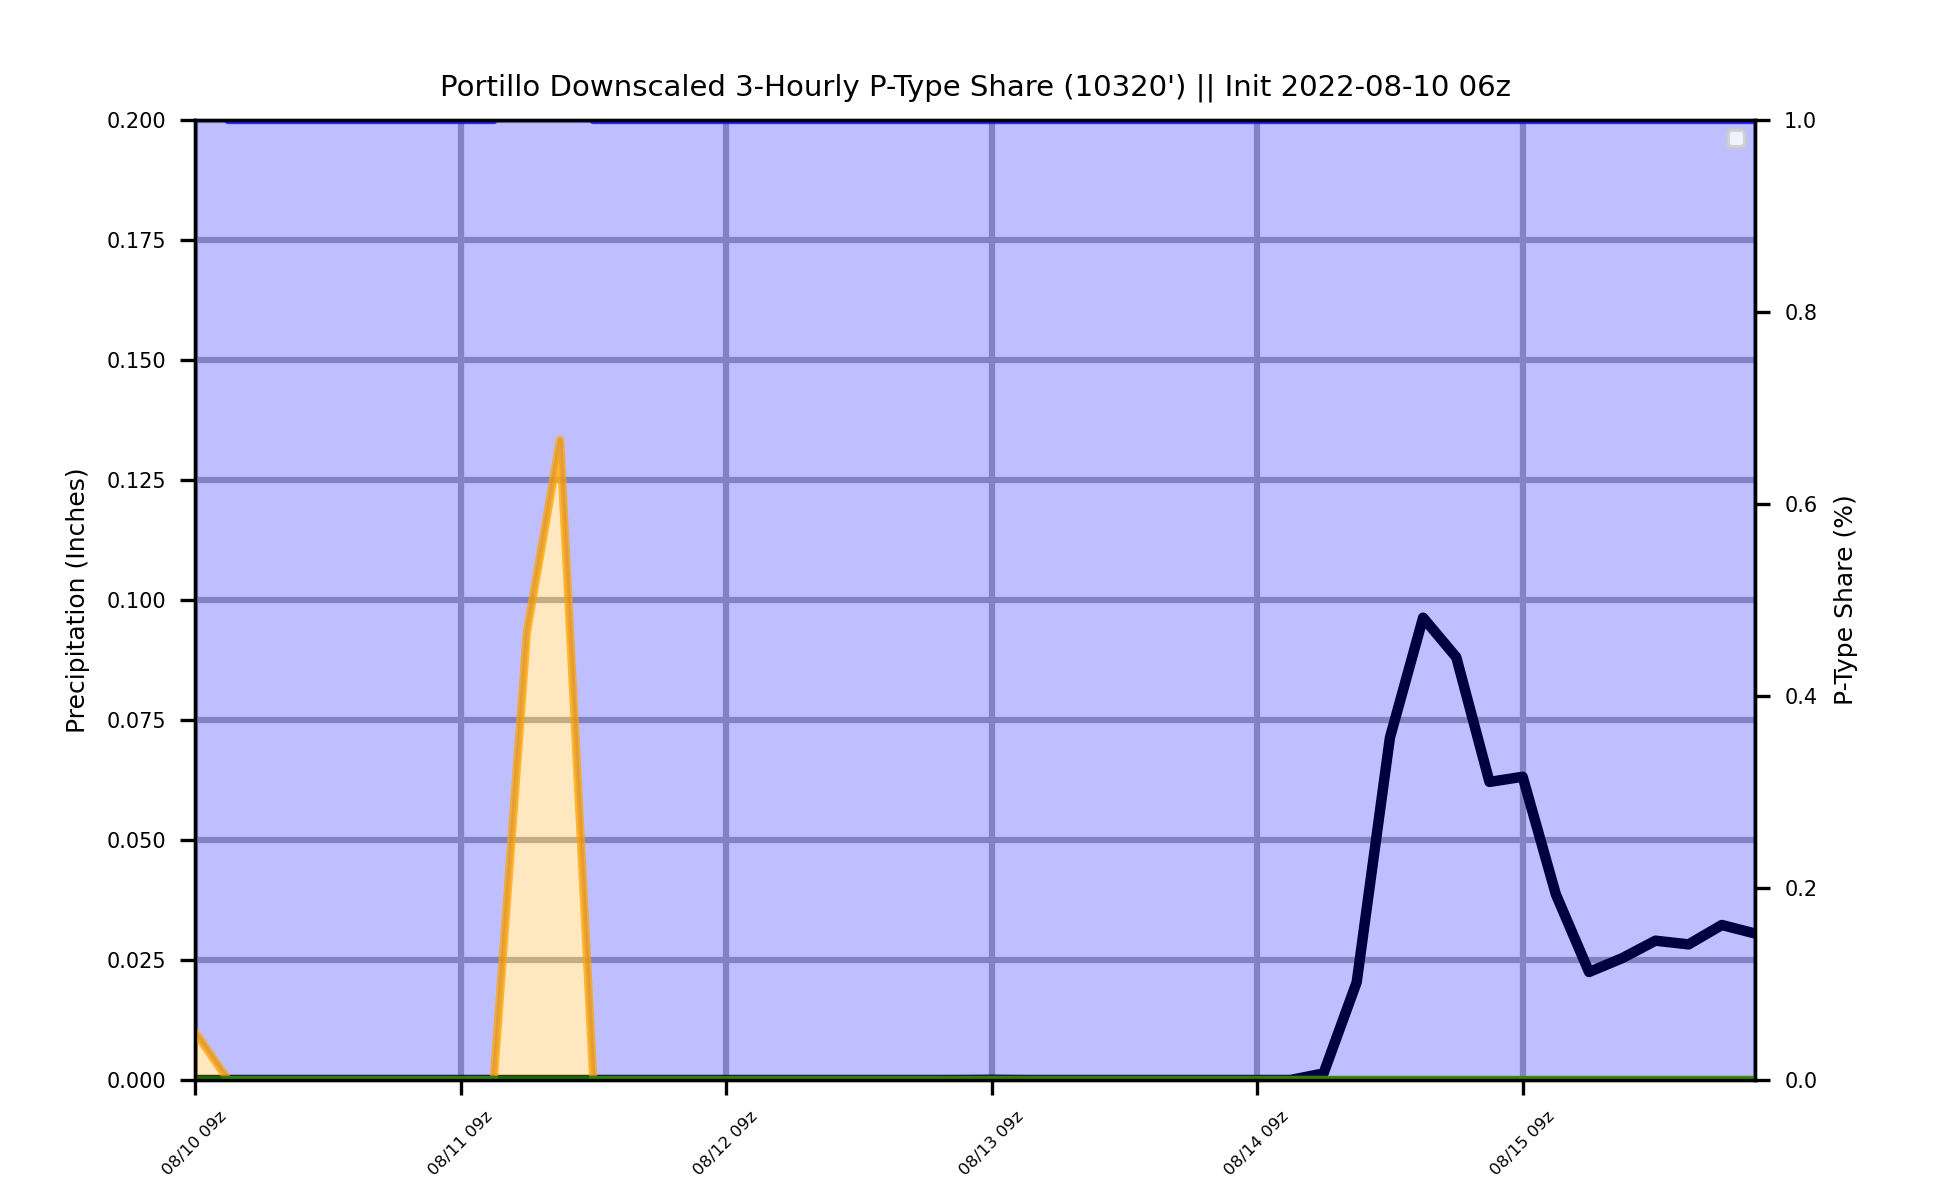 Portillo Downscaled 3-Hourly P-Type Share (10320') || Init 2022-08-10 06z
0.200
0.175
0.150
0.125
0.100
0.075
0.050
0.025
0.000
Precipitation (Inches)
1.0
0.8
0.6
0.4
0.2
0.0
P-Type Share (%)
08/10 09z
08/11 09z
08/12 09z
08/13 09z
08/14 09z
08/15 09z